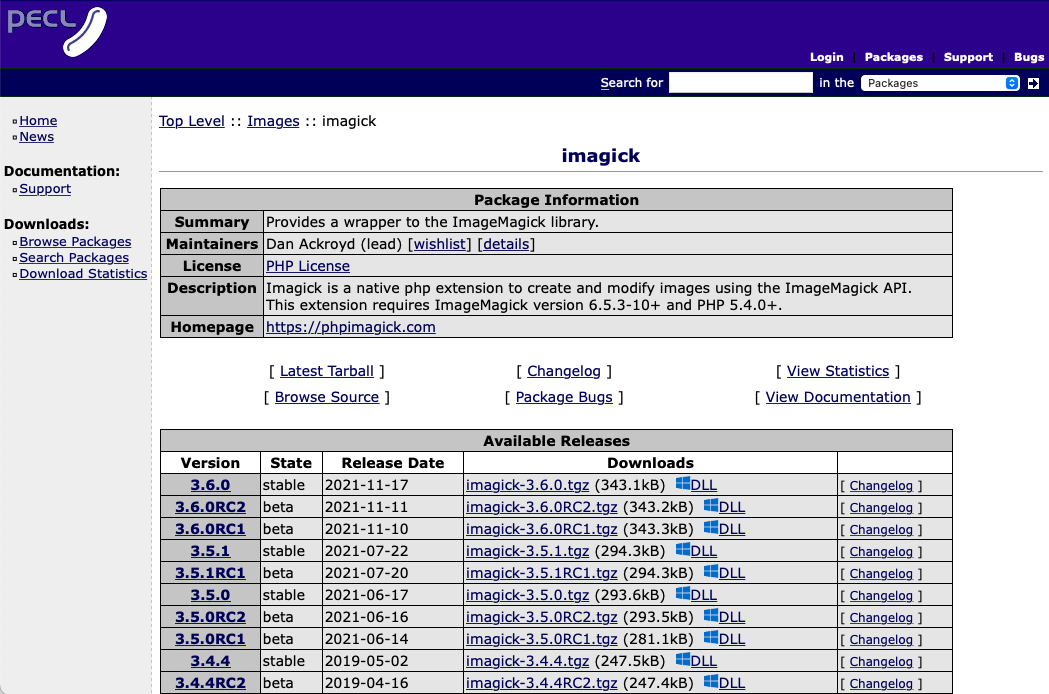 PECL
Login Packages Support Bugs
Search for in the Packages
Home
News
Documentation:
Support
Downloads:
Browse Packages
Search Packages
Download Statistics
Top Level :: Images :: imagick
imagick
Package Information
Summary Provides a wrapper to the ImageMagick library.
Maintainers Dan Ackroyd (lead) [wishlist] [details]
License PHP License
Description Imagick is a native php extension to create and modify images using the ImageMagick API.
This extension requires ImageMagick version 6.5.3-10+ and PHP 5.4.0+.
Homepage https://phpimagick.com
[ Latest Tarball ] [ Changelog ] [ View Statistics ]
[ Browse Source ] [ Package Bugs ] [ View Documentation ]
Available Releases
Version State Release Date Downloads
3.6.0 stable 2021-11-17 imagick-3.6.0.tgz (343.1kB) DLL [ Changelog ]
3.6.0RC2 beta 2021-11-11 imagick-3.6.0RC2.tgz (343.2kB) DLL [ Changelog ]
3.6.0RC1 beta 2021-11-10 imagick-3.6.0RC1.tgz (343.3kB) DLL [ Changelog ]
3.5.1 stable 2021-07-22 imagick-3.5.1.tgz (294.3kB) DLL [ Changelog ]
3.5.1RC1 beta 2021-07-20 imagick-3.5.1RC1.tgz (294.3kB) DLL [ Changelog ]
3.5.0 stable 2021-06-17 imagick-3.5.0.tgz (293.6kB) DLL [ Changelog ]
3.5.0RC2 beta 2021-06-16 imagick-3.5.0RC2.tgz (293.5kB) DLL [ Changelog ]
3.5.0RC1 beta 2021-06-14 imagick-3.5.0RC1.tgz (281.1kB) DLL [ Changelog ]
3.4.4 stable 2019-05-02 imagick-3.4.4.tgz (247.5kB) DLL [ Changelog ]
3.4.4RC2 beta 2019-04-16 imagick-3.4.4RC2.tgz (247.4kB) DLL [ Changelog ]